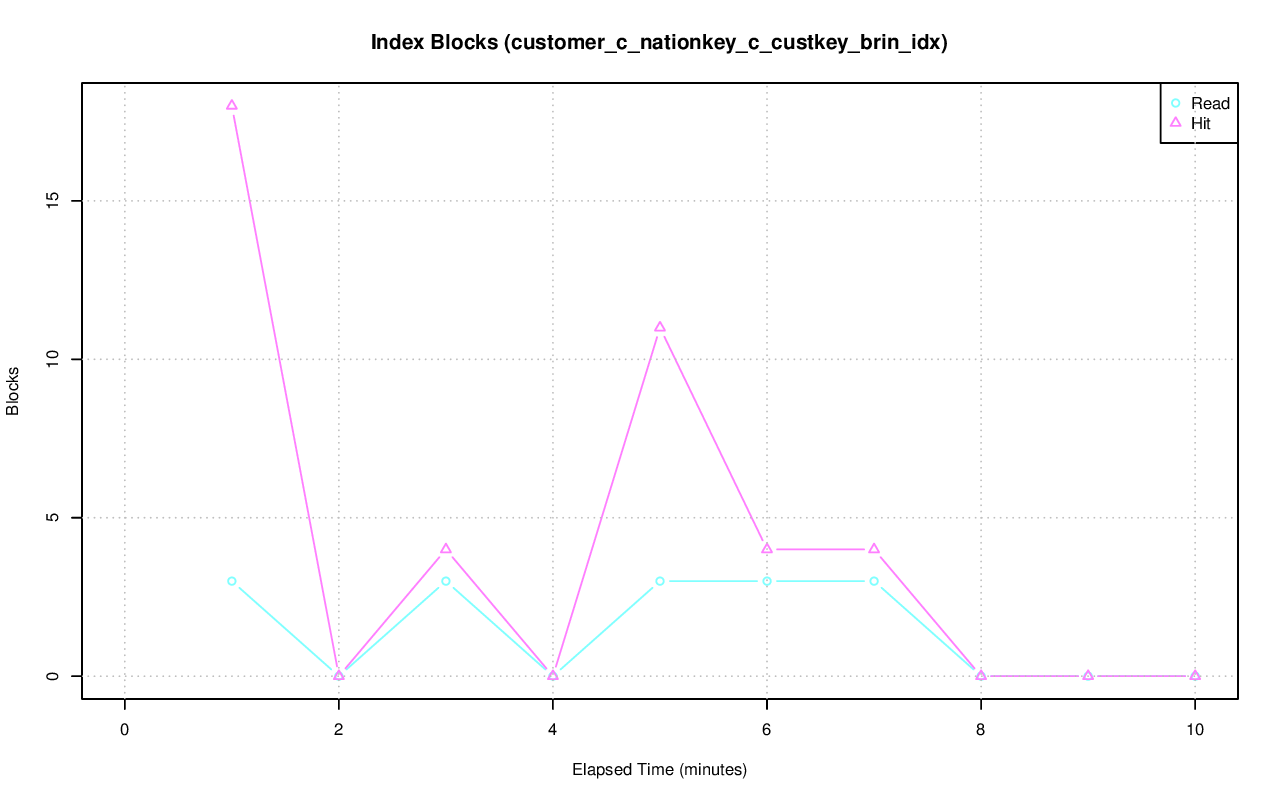 Index Blocks (customer_c_nationkey_c_custkey_brin_idx)
Read
Hit
15
10
5
0
Blocks
0 2 4 6 8 10
Elapsed Time (minutes)